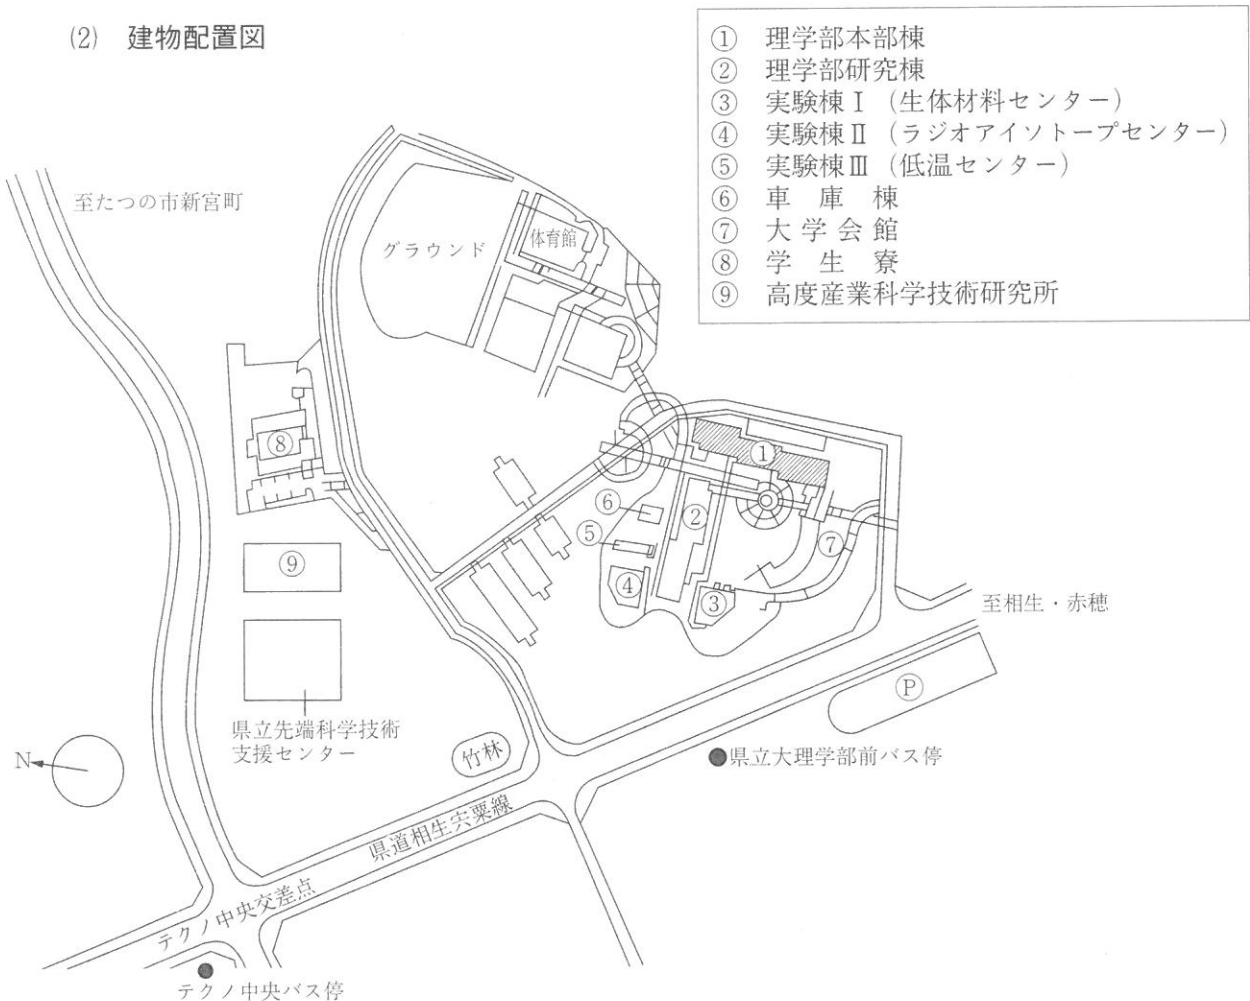 (2) 建物配置図
① 理学部本部棟
② 理学部研究棟
③ 実験棟Ⅰ（生体材料センター）
④ 実験棟Ⅱ（ラジオアイソトープセンター）
⑤ 実験棟Ⅲ（低温センター）
⑥ 車庫棟
⑦ 大学会館
⑧ 学生寮
⑨ 高度産業科学技術研究所
至たつの市新宮町
グラウンド
体育館
⑧
①
⑥
②
⑤
⑦
⑨
④
③
至相生・赤穂
Ⓟ
県立先端科学技術
支援センター
竹林
県立大理学部前バス停
N
県道相生宍粟線
テクノ中央交差点
テクノ中央バス停